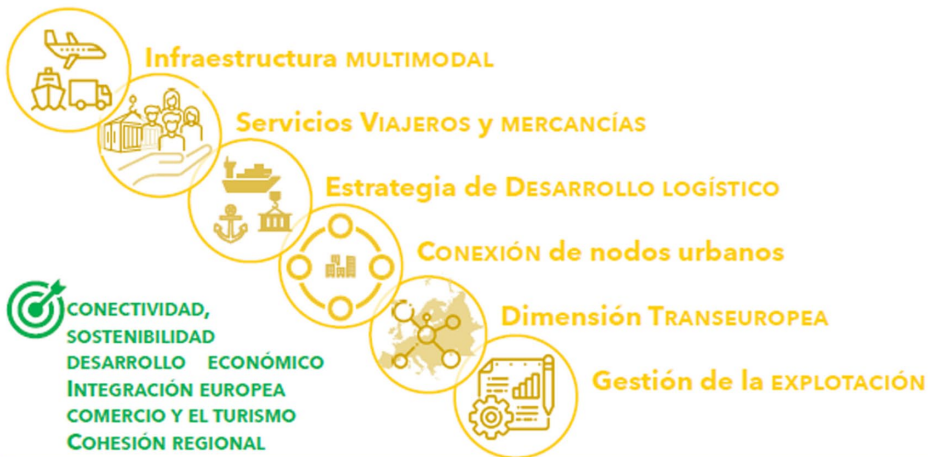 Infraestructura MULTIMODAL
Servicios VIAJEROS y MERCANCÍAS
Estrategia de DESARROLLO LOGÍSTICO
CONEXIÓN de nodos urbanos
Dimensión TRANSEUROPEA
Gestión de la EXPLOTACIÓN
CONECTIVIDAD,
SOSTENIBILIDAD
DESARROLLO ECONÓMICO
INTEGRACIÓN EUROPEA
COMERCIO Y EL TURISMO
COHESIÓN REGIONAL